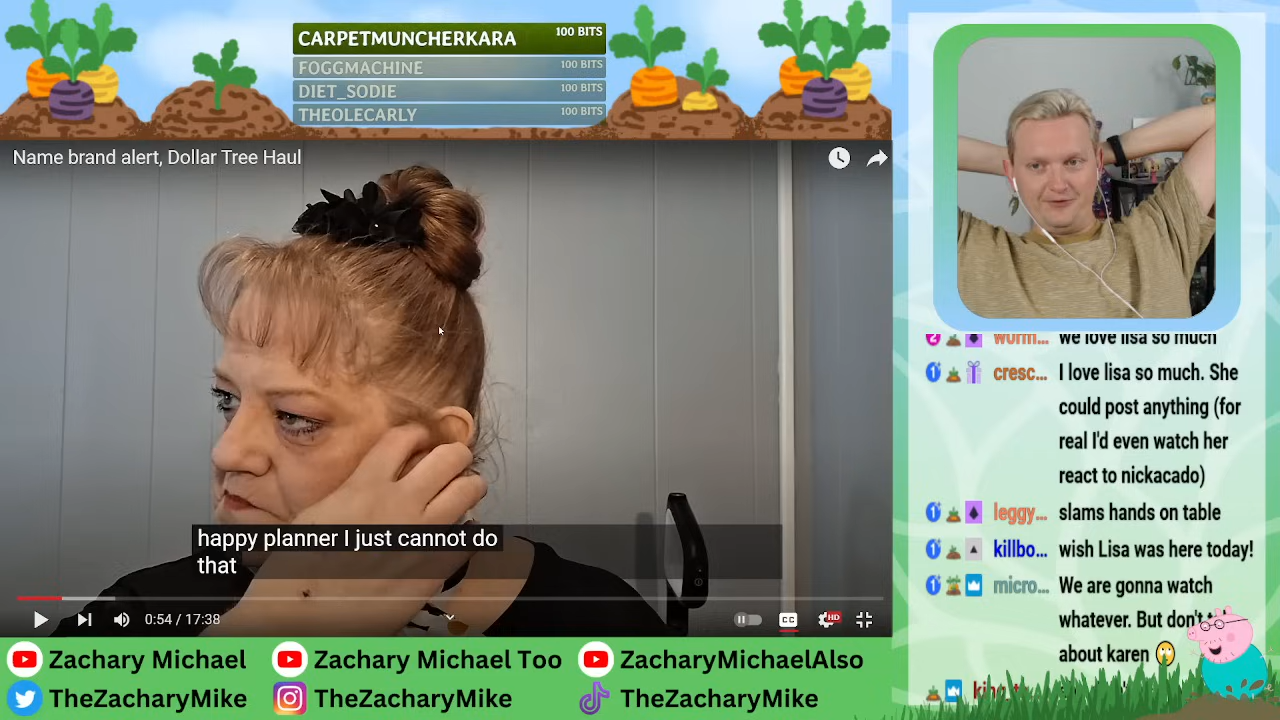 CARPETMUNCHERKARA 100 BITS
FOGGMACHINE 100 BITS
DIET_SODIE 100 BITS
THEOLECARLY 100 BITS
Name brand alert, Dollar Tree Haul
happy planner I just cannot do
that
0:54 / 17:38
CC
HD
Zachary Michael
Zachary Michael Too
ZacharyMichaelAlso
TheZacharyMike
TheZacharyMike
TheZacharyMike
wurm... we love lisa so much
cresc... I love lisa so much. She
could post anything (for
real I'd even watch her
react to nickacado)
leggy... slams hands on table
killbo... wish Lisa was here today!
micro... We are gonna watch
whatever. But don't
about karen